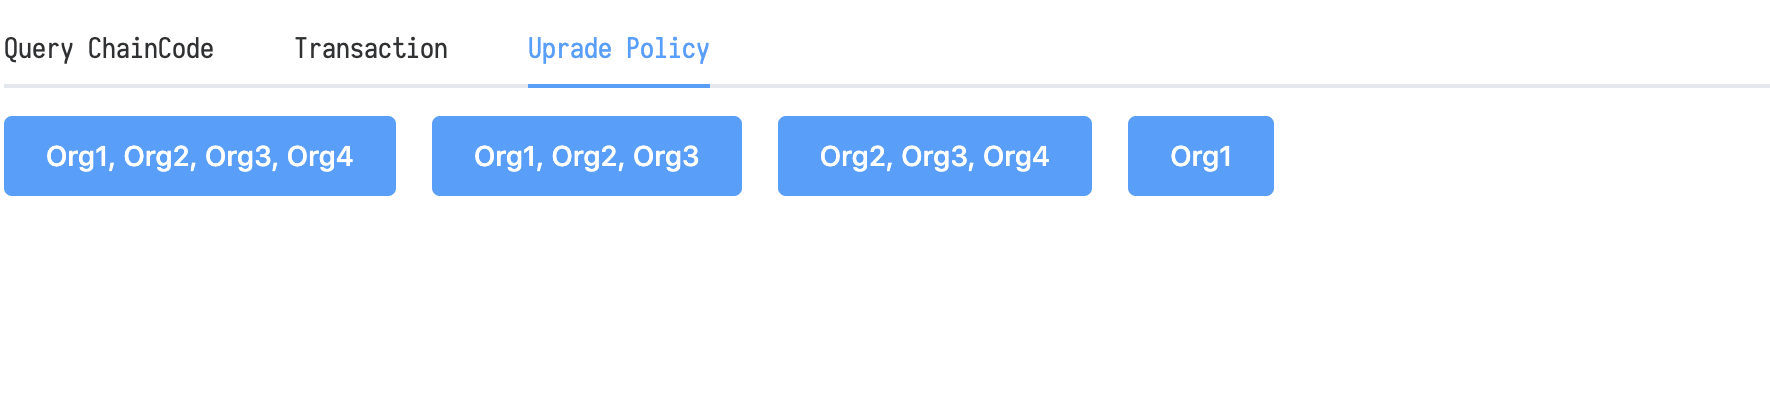 Query ChainCode Transaction Uprade Policy
Org1, Org2, Org3, Org4 Org1, Org2, Org3 Org2, Org3, Org4 Org1